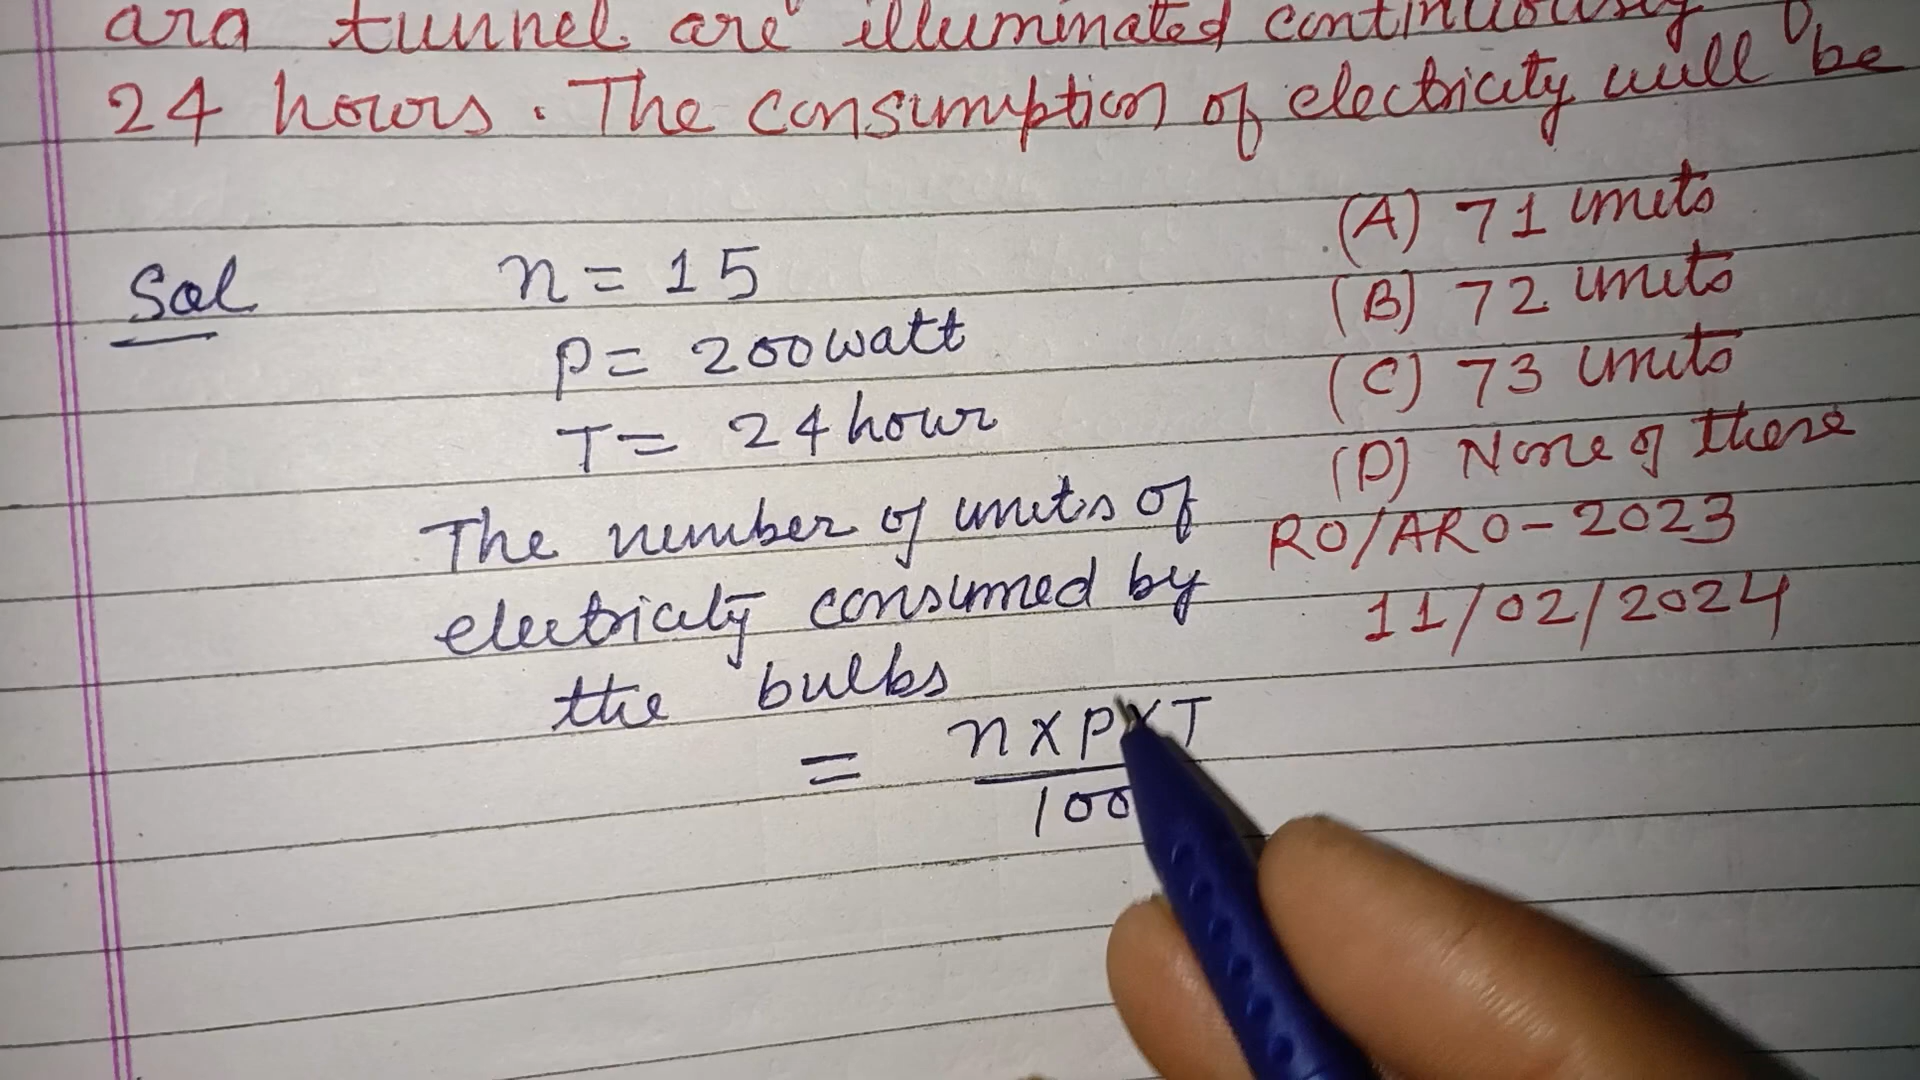 ara tunnel are illuminated continuously
24 hours. The consumption of electricity will be
(A) 71 units
Sol n = 15
(B) 72 units
P = 200 watt
(C) 73 units
T = 24 hour
(D) None of these
The number of units of
RO/ARO-2023
electricity consumed by
11/02/2024
the bulbs
= n x P x T
100